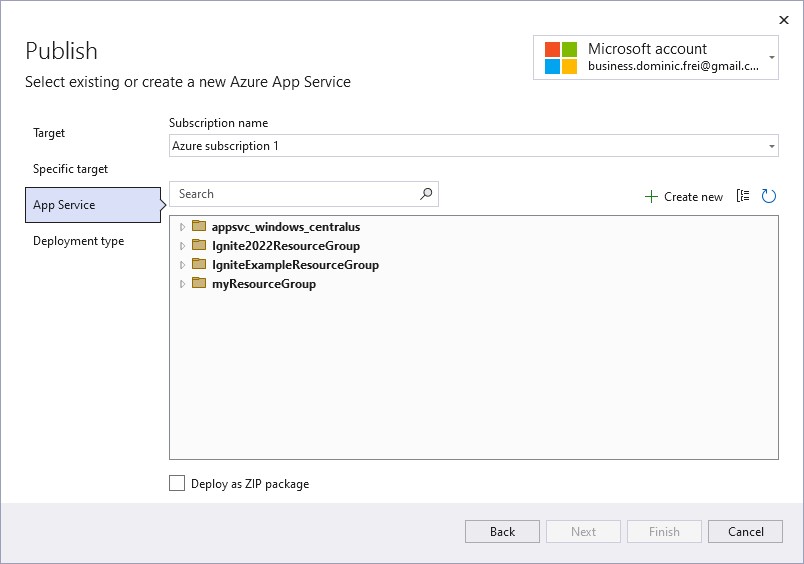 Publish
Select existing or create a new Azure App Service
Microsoft account
business.dominic.frei@gmail.c...
Target
Specific target
App Service
Deployment type
Subscription name
Azure subscription 1
Search
Create new
appsvc_windows_centralus
Ignite2022ResourceGroup
IgniteExampleResourceGroup
myResourceGroup
Deploy as ZIP package
Back
Next
Finish
Cancel